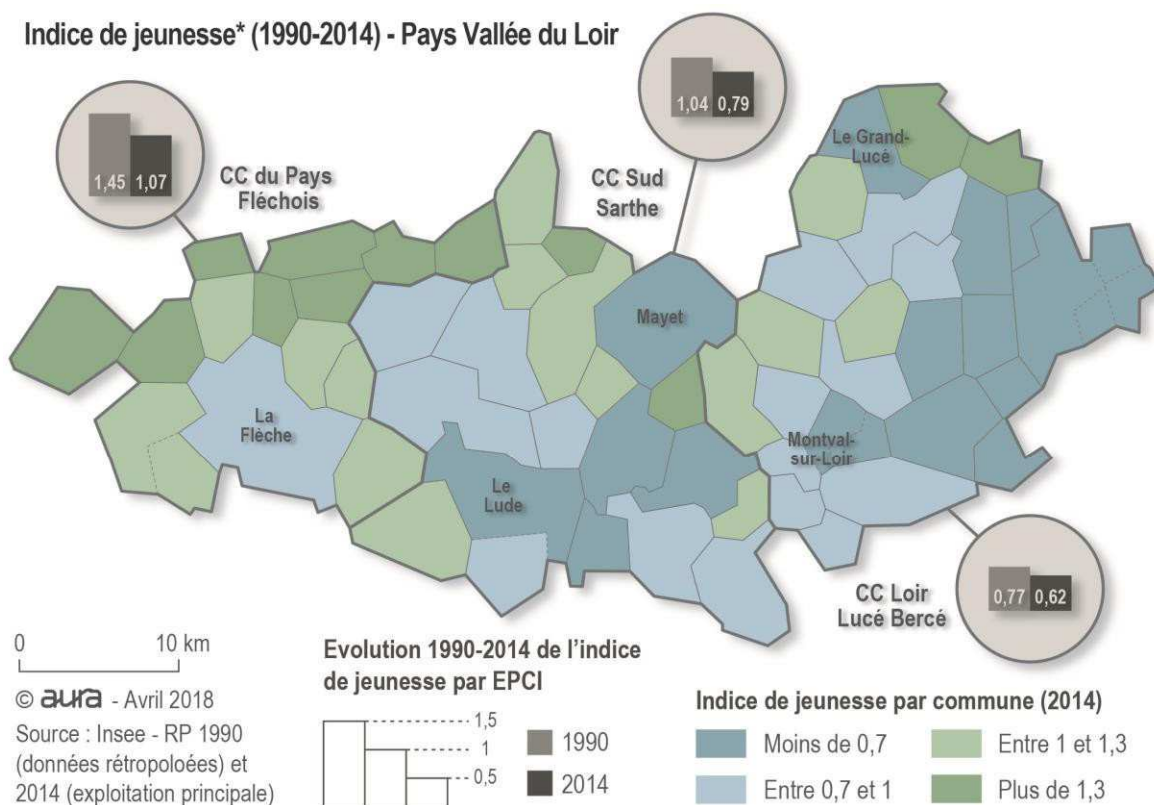 Indice de jeunesse* (1990-2014) - Pays Vallée du Loir
1,45 1,07
CC du Pays
Fléchois
1,04 0,79
CC Sud
Sarthe
Le Grand-
Lucé
Mayet
La
Flèche
Le
Lude
Montval-
sur-Loir
0,77 0,62
CC Loir
Lucé Bercé
0 10 km
© aura - Avril 2018
Source : Insee - RP 1990
(données rétropoloées) et
2014 (exploitation principale)
Evolution 1990-2014 de l'indice
de jeunesse par EPCI
1,5
1
0,5
1990
2014
Indice de jeunesse par commune (2014)
Moins de 0,7
Entre 0,7 et 1
Entre 1 et 1,3
Plus de 1,3